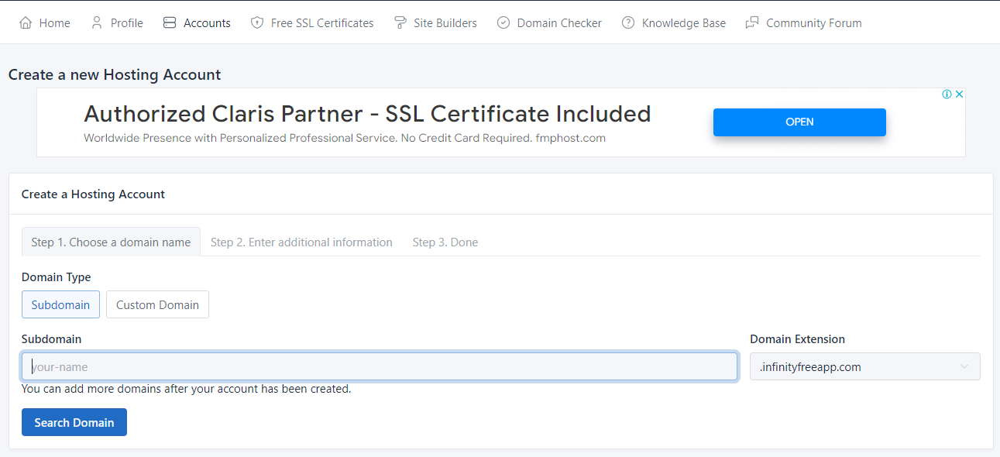 Home Profile Accounts Free SSL Certificates Site Builders Domain Checker Knowledge Base Community Forum
Create a new Hosting Account
Authorized Claris Partner - SSL Certificate Included
Worldwide Presence with Personalized Professional Service. No Credit Card Required. fmphost.com
OPEN
Create a Hosting Account
Step 1. Choose a domain name Step 2. Enter additional information Step 3. Done
Domain Type
Subdomain Custom Domain
Subdomain Domain Extension
your-name .infinityfreeapp.com
You can add more domains after your account has been created.
Search Domain